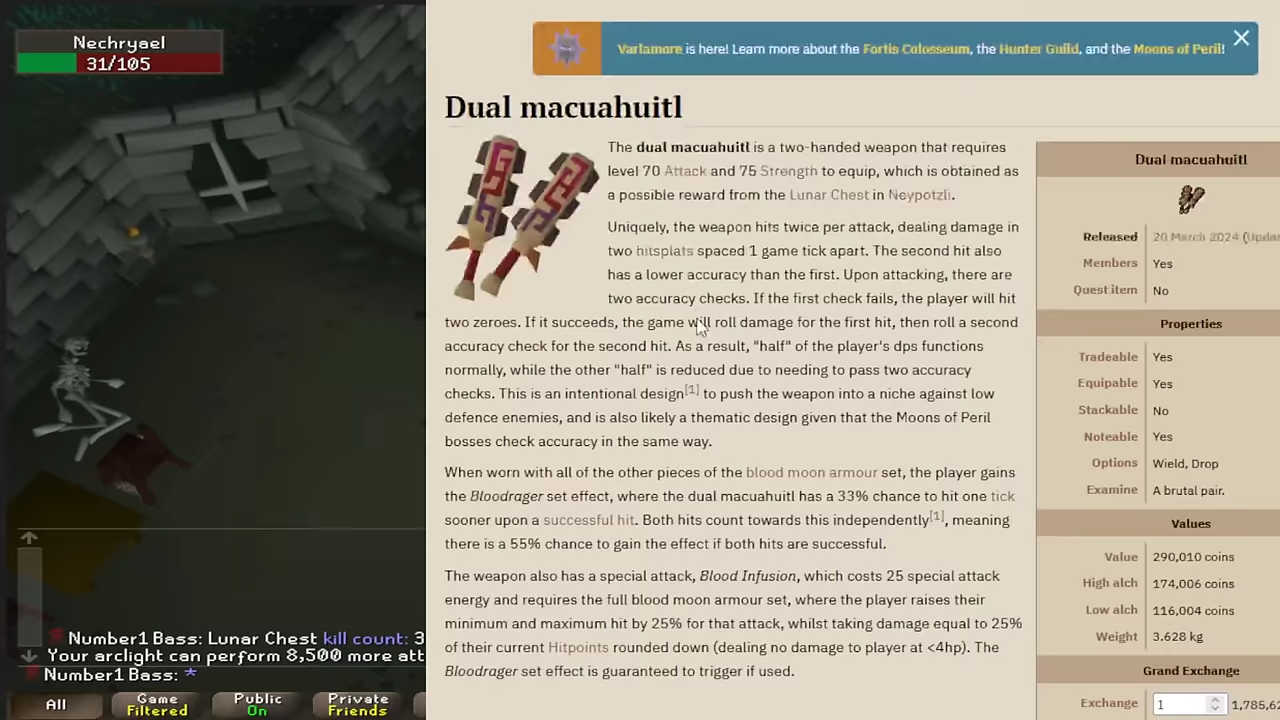 Nechryael
31/105
Number1 Bass: Lunar Chest kill count: 3
Your arclight can perform 8,500 more att
Number1 Bass: *
All
Game
Filtered
Public
On
Private
Friends
Varlamore is here! Learn more about the Fortis Colosseum, the Hunter Guild, and the Moons of Peril!
Dual macuahuitl
The dual macuahuitl is a two-handed weapon that requires
level 70 Attack and 75 Strength to equip, which is obtained as
a possible reward from the Lunar Chest in Neypotzli.
Uniquely, the weapon hits twice per attack, dealing damage in
two hitsplats spaced 1 game tick apart. The second hit also
has a lower accuracy than the first. Upon attacking, there are
two accuracy checks. If the first check fails, the player will hit
two zeroes. If it succeeds, the game will roll damage for the first hit, then roll a second
accuracy check for the second hit. As a result, "half" of the player's dps functions
normally, while the other "half" is reduced due to needing to pass two accuracy
checks. This is an intentional design[1] to push the weapon into a niche against low
defence enemies, and is also likely a thematic design given that the Moons of Peril
bosses check accuracy in the same way.
When worn with all of the other pieces of the blood moon armour set, the player gains
the Bloodrager set effect, where the dual macuahuitl has a 33% chance to hit one tick
sooner upon a successful hit. Both hits count towards this independently[1], meaning
there is a 55% chance to gain the effect if both hits are successful.
The weapon also has a special attack, Blood Infusion, which costs 25 special attack
energy and requires the full blood moon armour set, where the player raises their
minimum and maximum hit by 25% for that attack, whilst taking damage equal to 25%
of their current Hitpoints rounded down (dealing no damage to player at <4hp). The
Bloodrager set effect is guaranteed to trigger if used.
Dual macuahuitl
Released 20 March 2024 (Upda
Members Yes
Quest item No
Properties
Tradeable Yes
Equipable Yes
Stackable No
Noteable Yes
Options Wield, Drop
Examine A brutal pair.
Values
Value 290,010 coins
High alch 174,006 coins
Low alch 116,004 coins
Weight 3.628 kg
Grand Exchange
Exchange 1 1,785,62